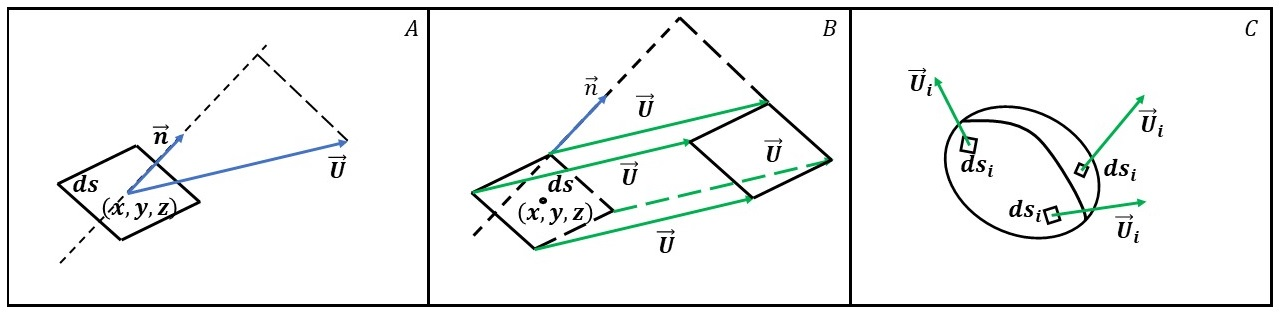 A
n⃗
ds
U⃗
(x, y, z)
B
n⃗
U⃗
ds
U⃗
U⃗
(x, y, z)
U⃗
C
U⃗ᵢ
U⃗ᵢ
dsᵢ
dsᵢ
dsᵢ
U⃗ᵢ